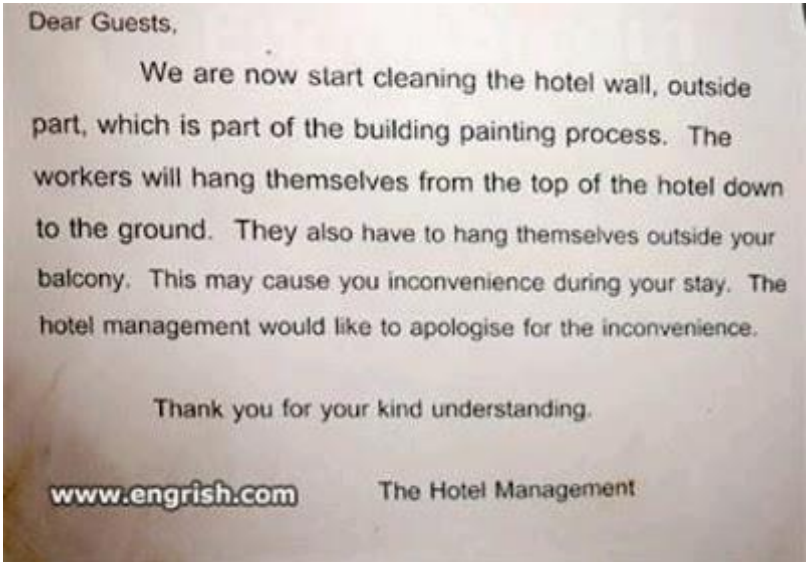 Dear Guests,
We are now start cleaning the hotel wall, outside
part, which is part of the building painting process. The
workers will hang themselves from the top of the hotel down
to the ground. They also have to hang themselves outside your
balcony. This may cause you inconvenience during your stay. The
hotel management would like to apologise for the inconvenience.
Thank you for your kind understanding.
www.engrish.com
The Hotel Management